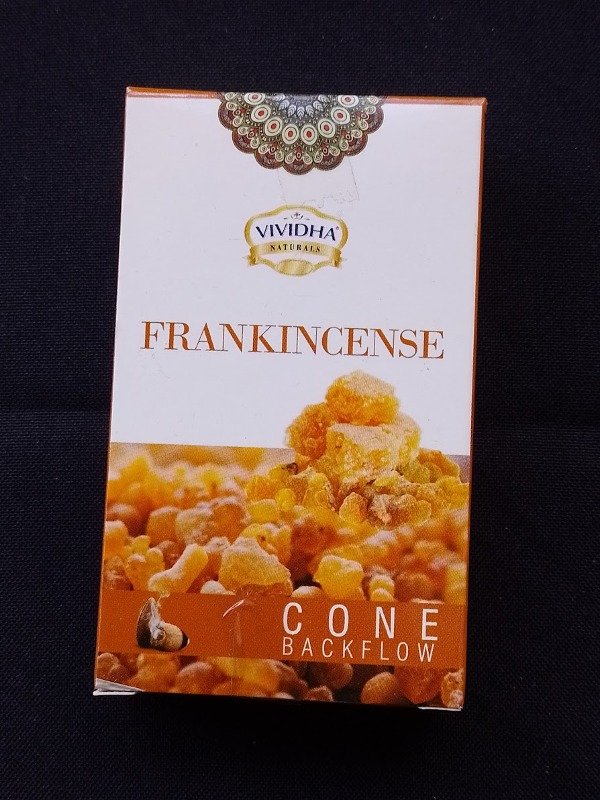 VIVIDHA®
NATURALS
FRANKINCENSE
CONE
BACKFLOW